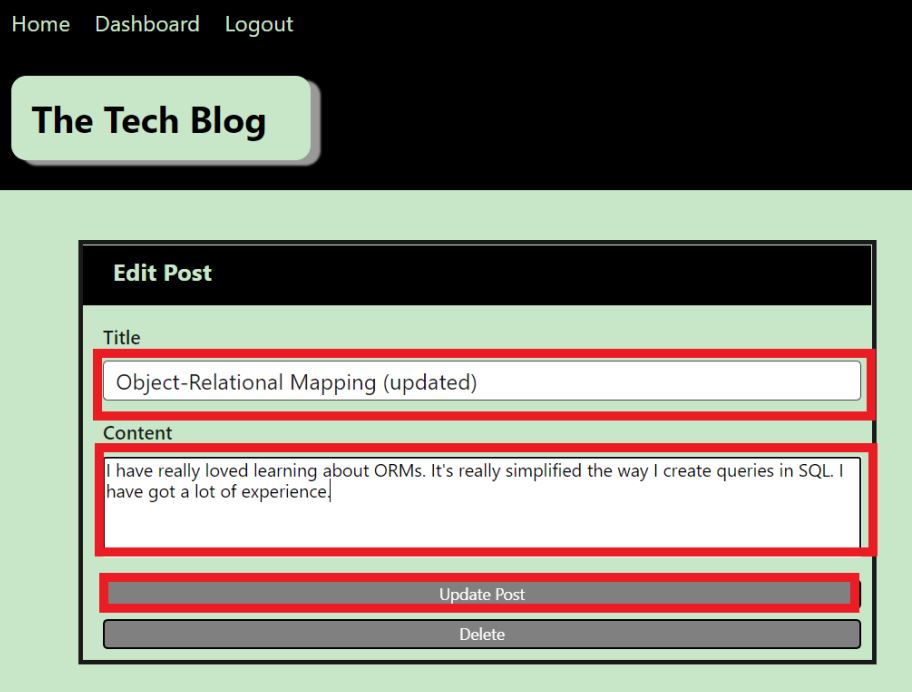 Home Dashboard Logout
The Tech Blog
Edit Post
Title
Object-Relational Mapping (updated)
Content
I have really loved learning about ORMs. It's really simplified the way I create queries in SQL. I
have got a lot of experience.
Update Post
Delete